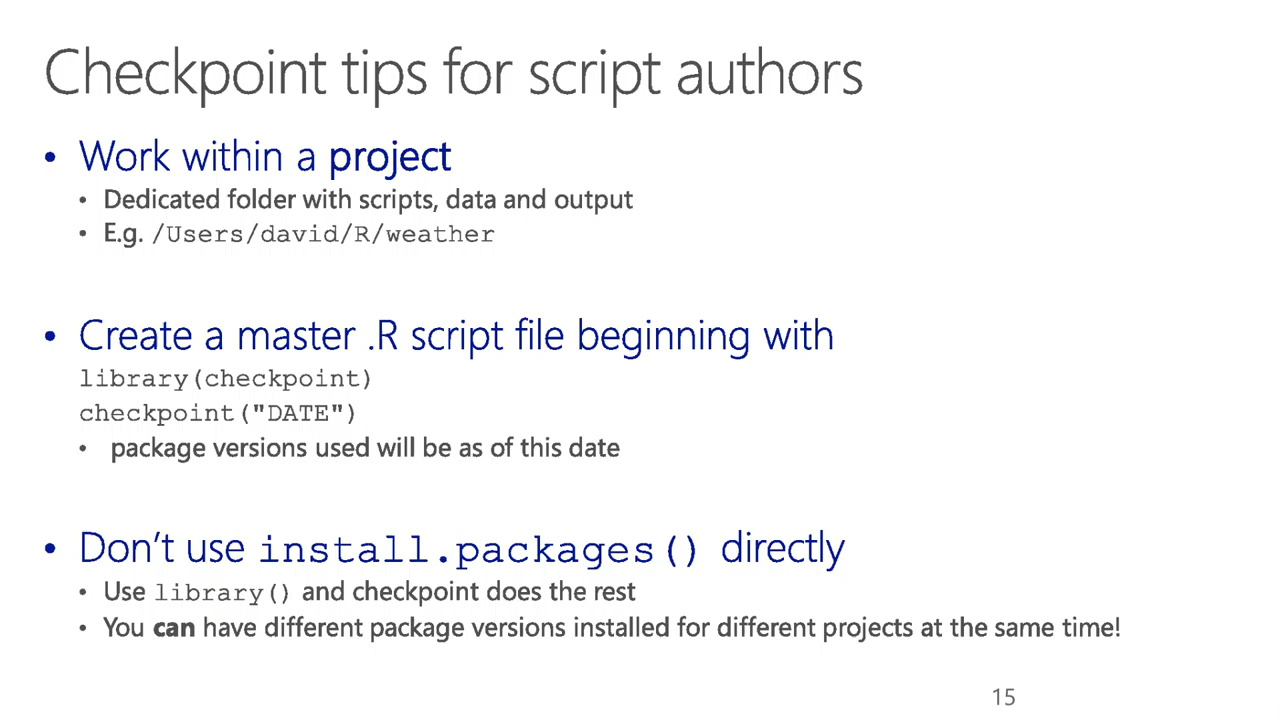 Checkpoint tips for script authors
• Work within a project
• Dedicated folder with scripts, data and output
• E.g. /Users/david/R/weather
• Create a master .R script file beginning with
library(checkpoint)
checkpoint("DATE")
• package versions used will be as of this date
• Don't use install.packages() directly
• Use library() and checkpoint does the rest
• You can have different package versions installed for different projects at the same time!
15